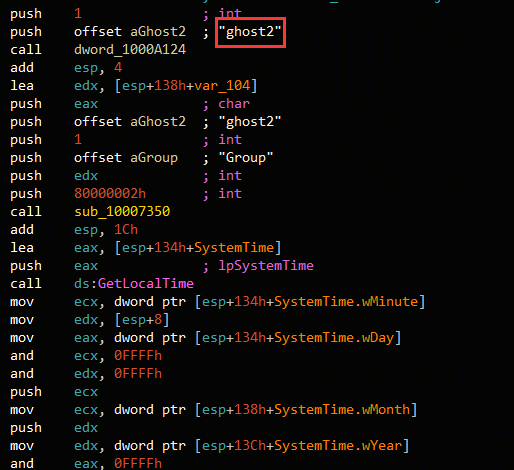 push 1 ; int
push offset aGhost2 ; "ghost2"
call dword_1000A124
add esp, 4
lea edx, [esp+138h+var_104]
push eax ; char
push offset aGhost2 ; "ghost2"
push 1 ; int
push offset aGroup ; "Group"
push edx ; int
push 80000002h ; int
call sub_10007350
add esp, 1Ch
lea eax, [esp+134h+SystemTime]
push eax ; lpSystemTime
call ds:GetLocalTime
mov ecx, dword ptr [esp+134h+SystemTime.wMinute]
mov edx, [esp+8]
mov eax, dword ptr [esp+134h+SystemTime.wDay]
and ecx, 0FFFFh
and edx, 0FFFFh
push ecx
mov ecx, dword ptr [esp+138h+SystemTime.wMonth]
push edx
mov edx, dword ptr [esp+13Ch+SystemTime.wYear]
and eax, 0FFFFh